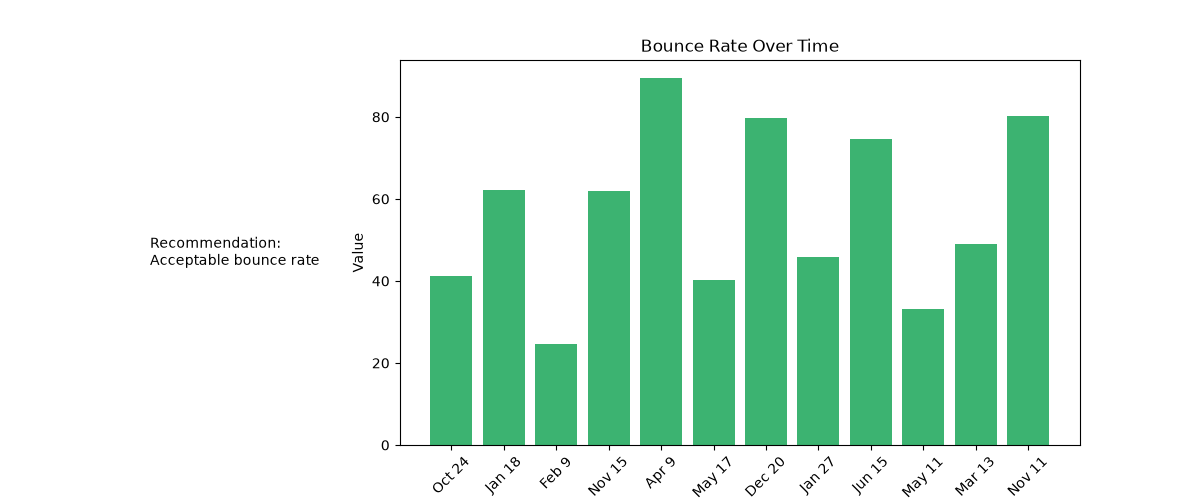 Bounce Rate Over Time
Recommendation:
Acceptable bounce rate
Value
80
60
40
20
0
Oct 24
Jan 18
Feb 9
Nov 15
Apr 9
May 17
Dec 20
Jan 27
Jun 15
May 11
Mar 13
Nov 11